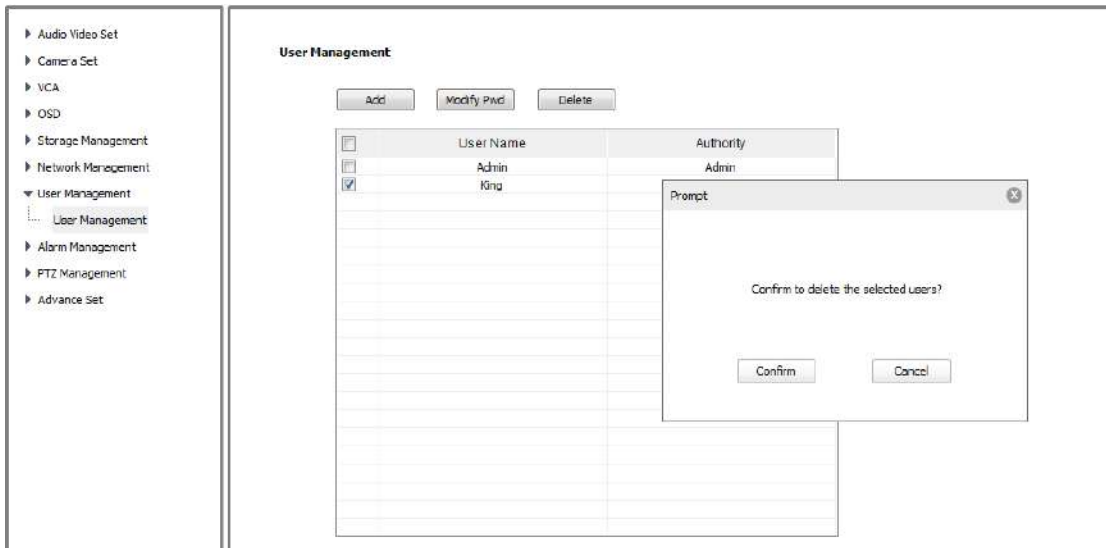 Audio Video Set
Camera Set
VCA
OSD
Storage Management
Network Management
User Management
User Management
Alarm Management
PTZ Management
Advance Set
User Management
Add Modify Pwd Delete
User Name Authority
Admin Admin
King
Prompt
Confirm to delete the selected users?
Confirm Cancel